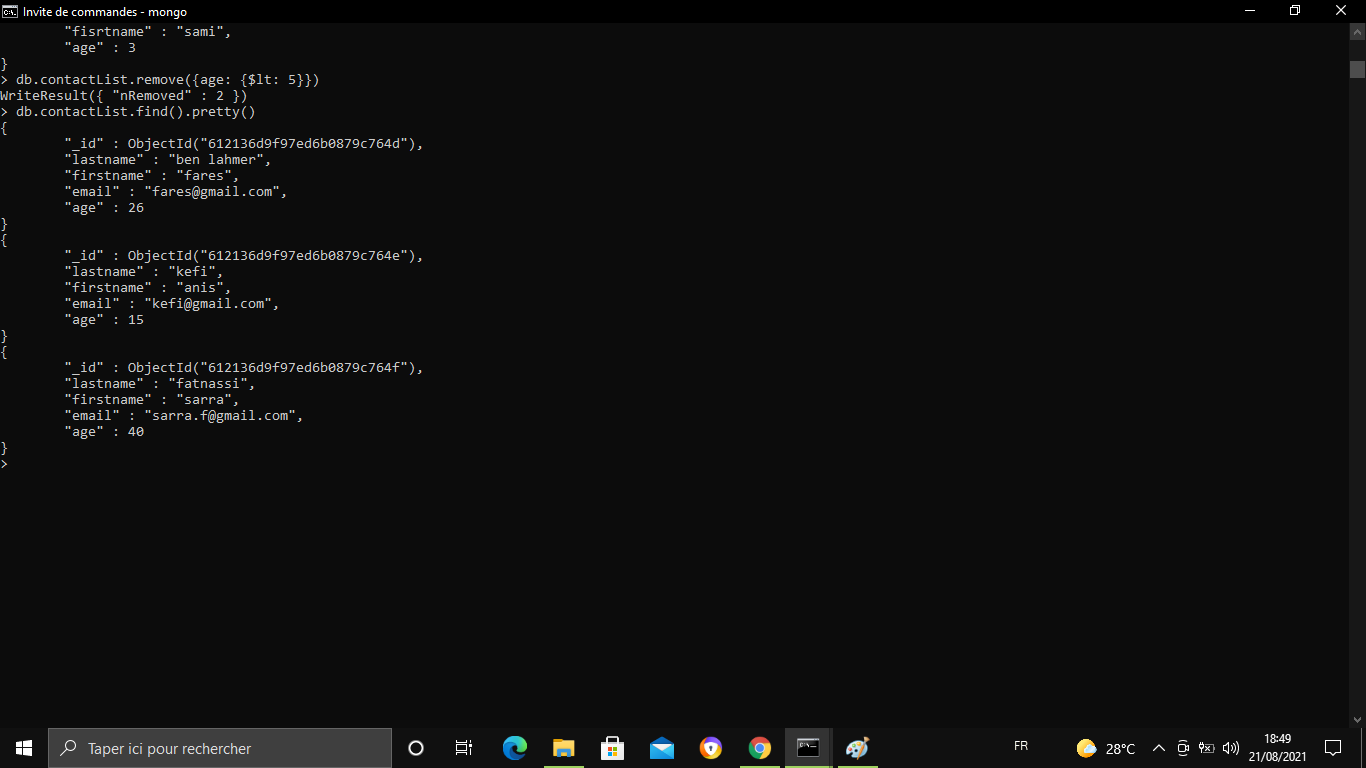 Invite de commandes - mongo
"fisrtname" : "sami",
"age" : 3
}
> db.contactList.remove({age: {$lt: 5}})
WriteResult({ "nRemoved" : 2 })
> db.contactList.find().pretty()
{
"_id" : ObjectId("612136d9f97ed6b0879c764d"),
"lastname" : "ben lahmer",
"firstname" : "fares",
"email" : "fares@gmail.com",
"age" : 26
}
{
"_id" : ObjectId("612136d9f97ed6b0879c764e"),
"lastname" : "kefi",
"firstname" : "anis",
"email" : "kefi@gmail.com",
"age" : 15
}
{
"_id" : ObjectId("612136d9f97ed6b0879c764f"),
"lastname" : "fatnassi",
"firstname" : "sarra",
"email" : "sarra.f@gmail.com",
"age" : 40
}
>
Taper ici pour rechercher
FR
28°C
18:49
21/08/2021